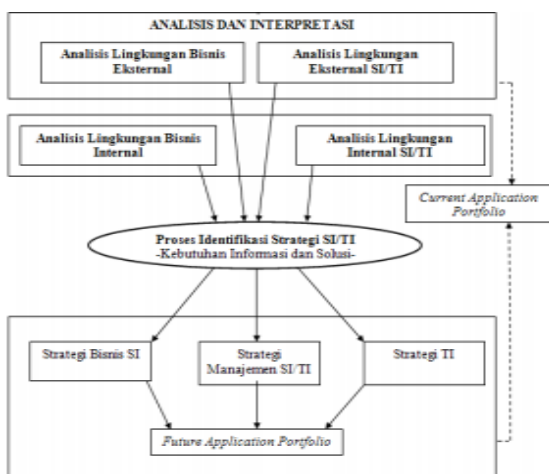 ANALISIS DAN INTERPRETASI
Analisis Lingkungan Bisnis
Eksternal
Analisis Lingkungan
Eksternal SI/TI
Analisis Lingkungan Bisnis
Internal
Analisis Lingkungan
Internal SI/TI
Current Application
Portfolio
Proses Identifikasi Strategi SI/TI
-Kebutuhan Informasi dan Solusi-
Strategi Bisnis SI
Strategi
Manajemen SI/TI
Strategi TI
Future Application Portfolio